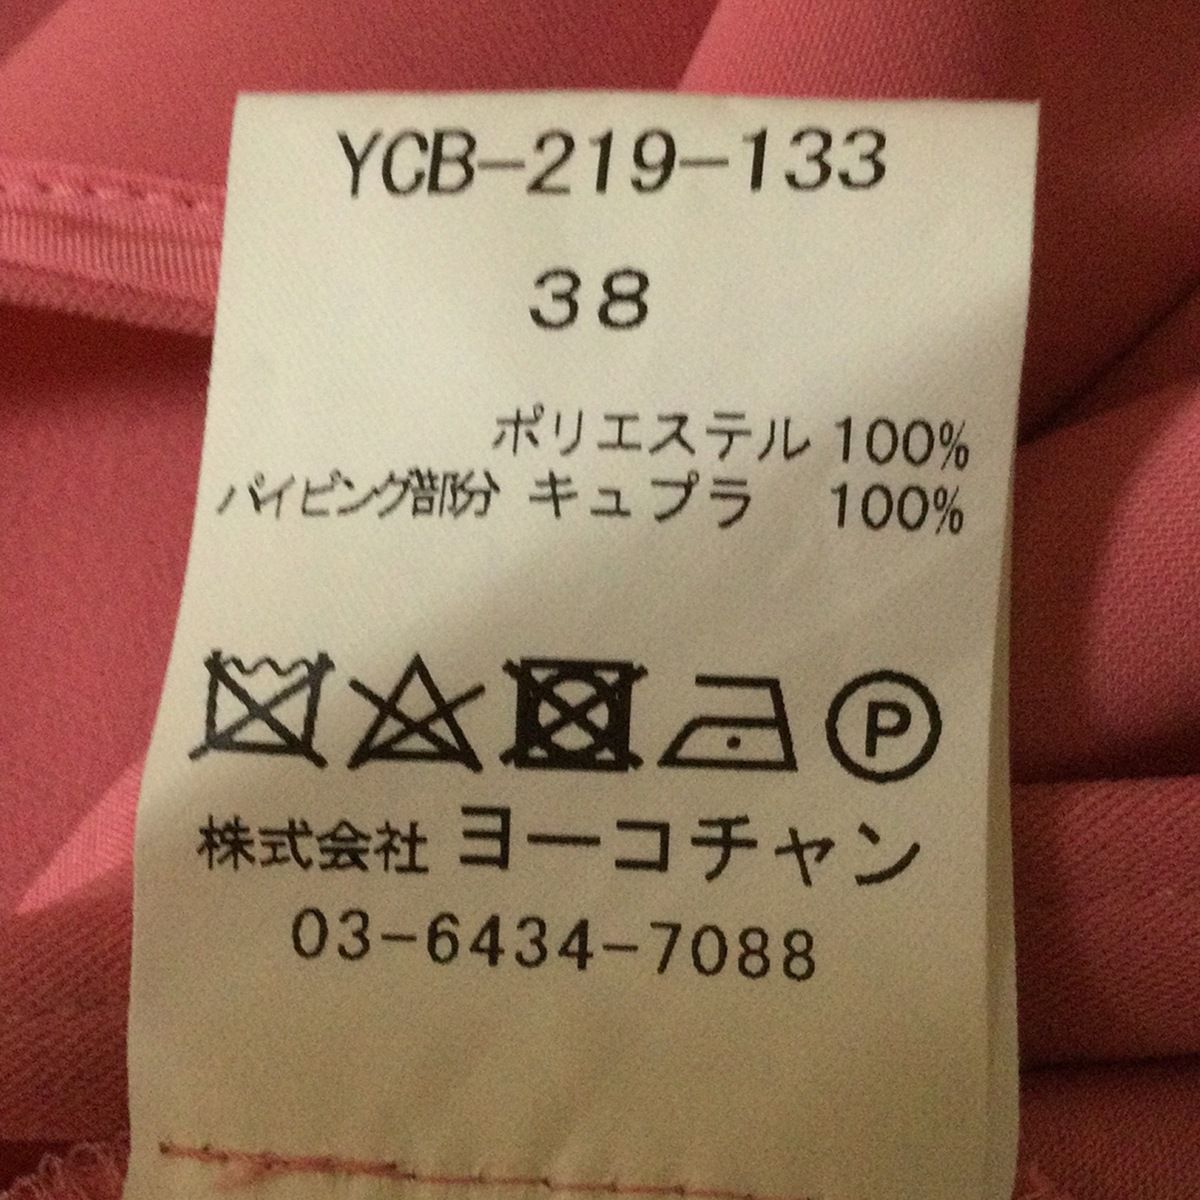 YCB-219-133
38
ポリエステル 100%
パイピング部分 キュプラ 100%
P
株式会社 ヨーコチャン
03-6434-7088